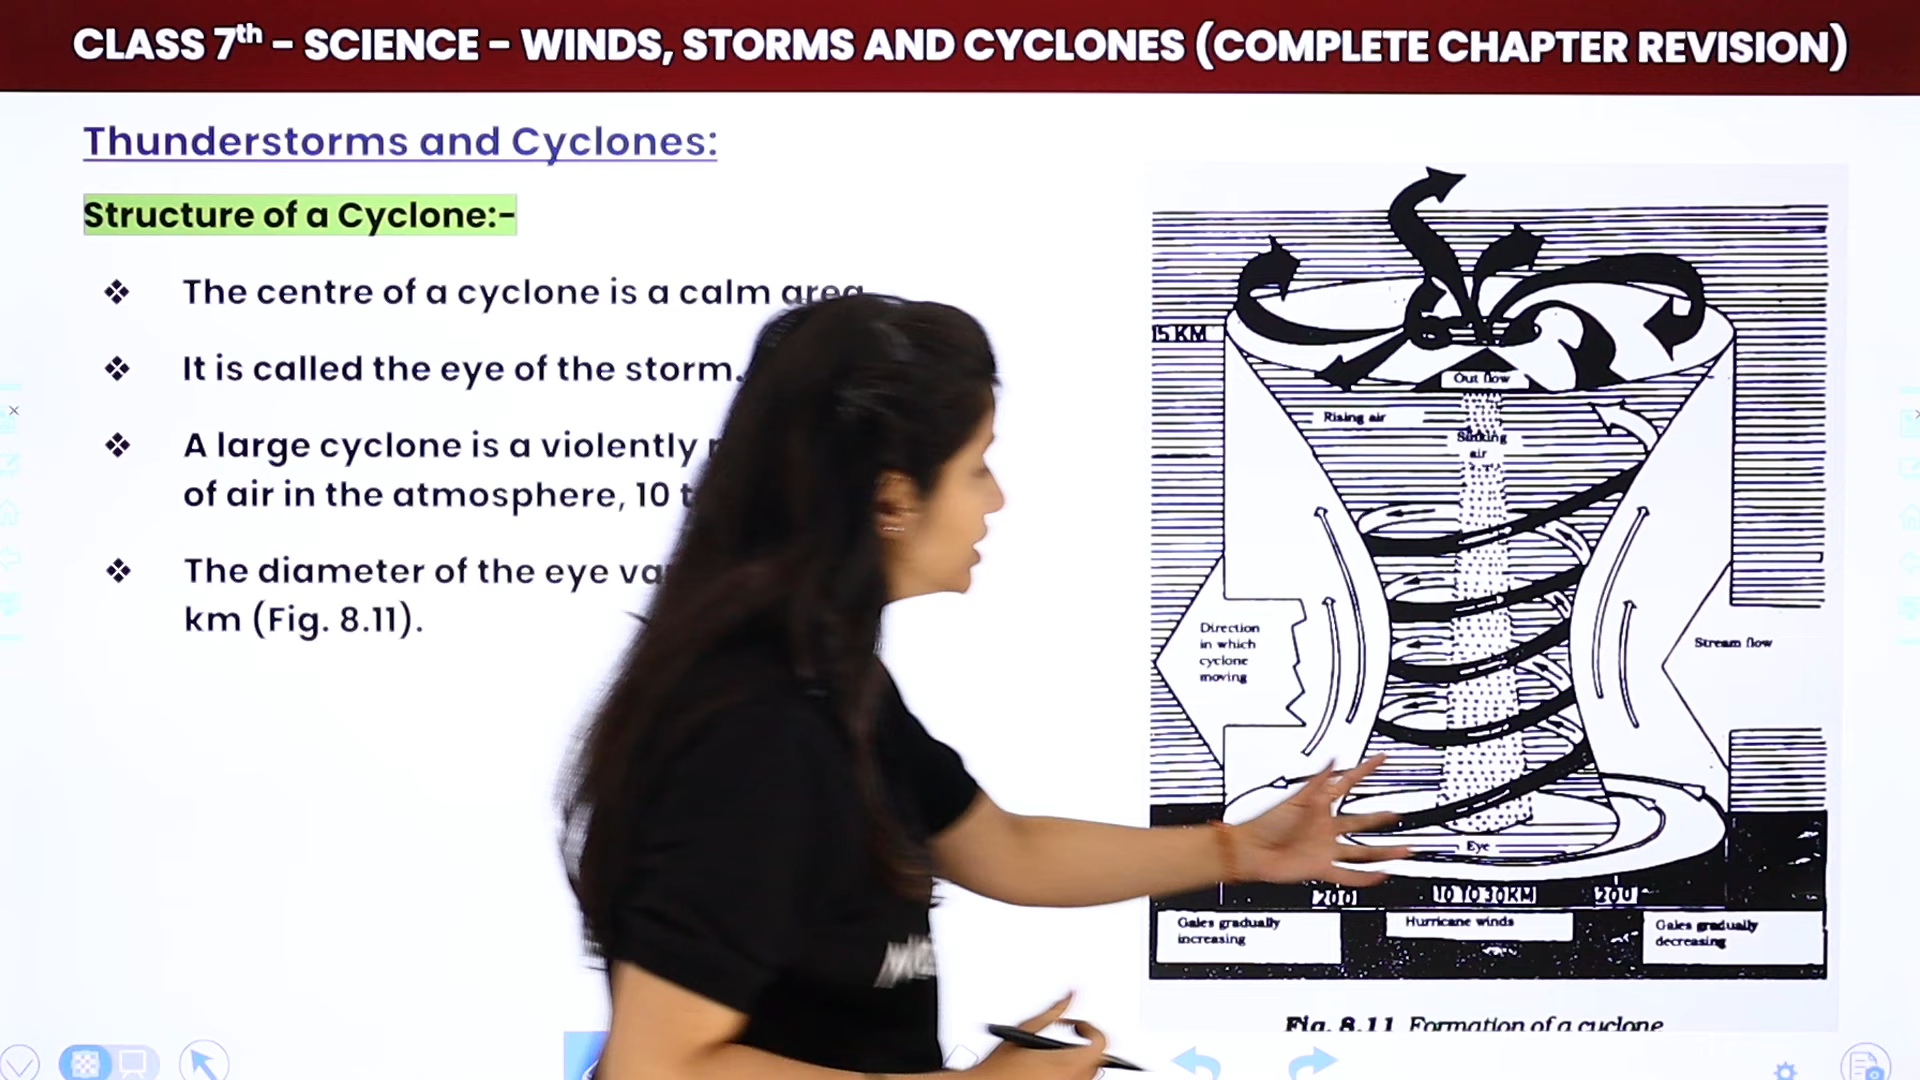 CLASS 7th - SCIENCE - WINDS, STORMS AND CYCLONES (COMPLETE CHAPTER REVISION)
Thunderstorms and Cyclones:
Structure of a Cyclone:-
❖ The centre of a cyclone is a calm area
❖ It is called the eye of the storm.
❖ A large cyclone is a violently
of air in the atmosphere, 10
❖ The diameter of the eye
km (Fig. 8.11).
15 KM
Out flow
Rising air
Sinking
air
Direction
in which
cyclone
moving
Stream flow
Eye
200
10 TO 30KM
200
Gales gradually
increasing
Hurricane winds
Gales gradually
decreasing
Fig. 8.11 Formation of a cyclone